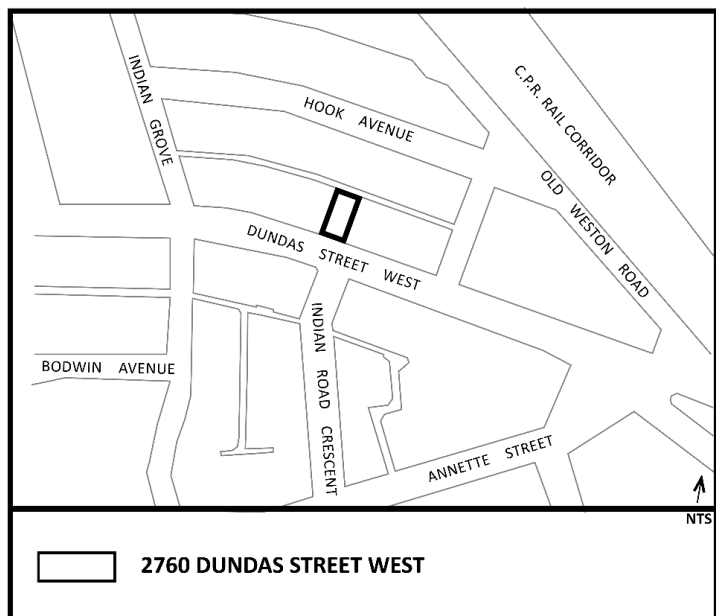 INDIAN GROVE
HOOK AVENUE
C.P.R. RAIL CORRIDOR
OLD WESTON ROAD
DUNDAS STREET WEST
INDIAN ROAD CRESCENT
BODWIN AVENUE
ANNETTE STREET
NTS
2760 DUNDAS STREET WEST